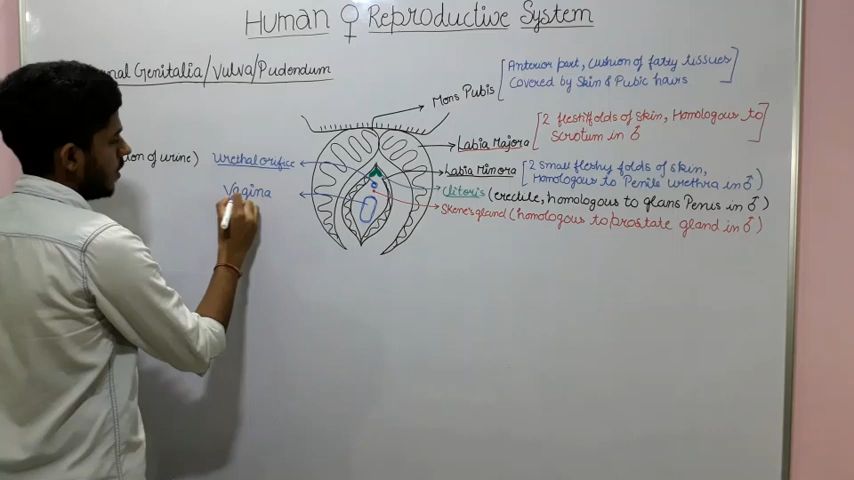 Human ♀ Reproductive System
nal Genitalia/Vulva/Pudendum
Mons Pubis [Anterior part, cushion of fatty tissues
Covered by Skin & Pubic hairs]
Labia Majora [2 folds of skin, Homologous to
Scrotum in ♂]
ion of urine) Urethal orifice
Labia Minora [2 small fleshy folds of skin,
Homologous to Penile urethra in ♂)
Vagina
Clitoris (erectile, homologous to glans Penus in ♂)
Skene's gland (homologous to prostate gland in ♂)